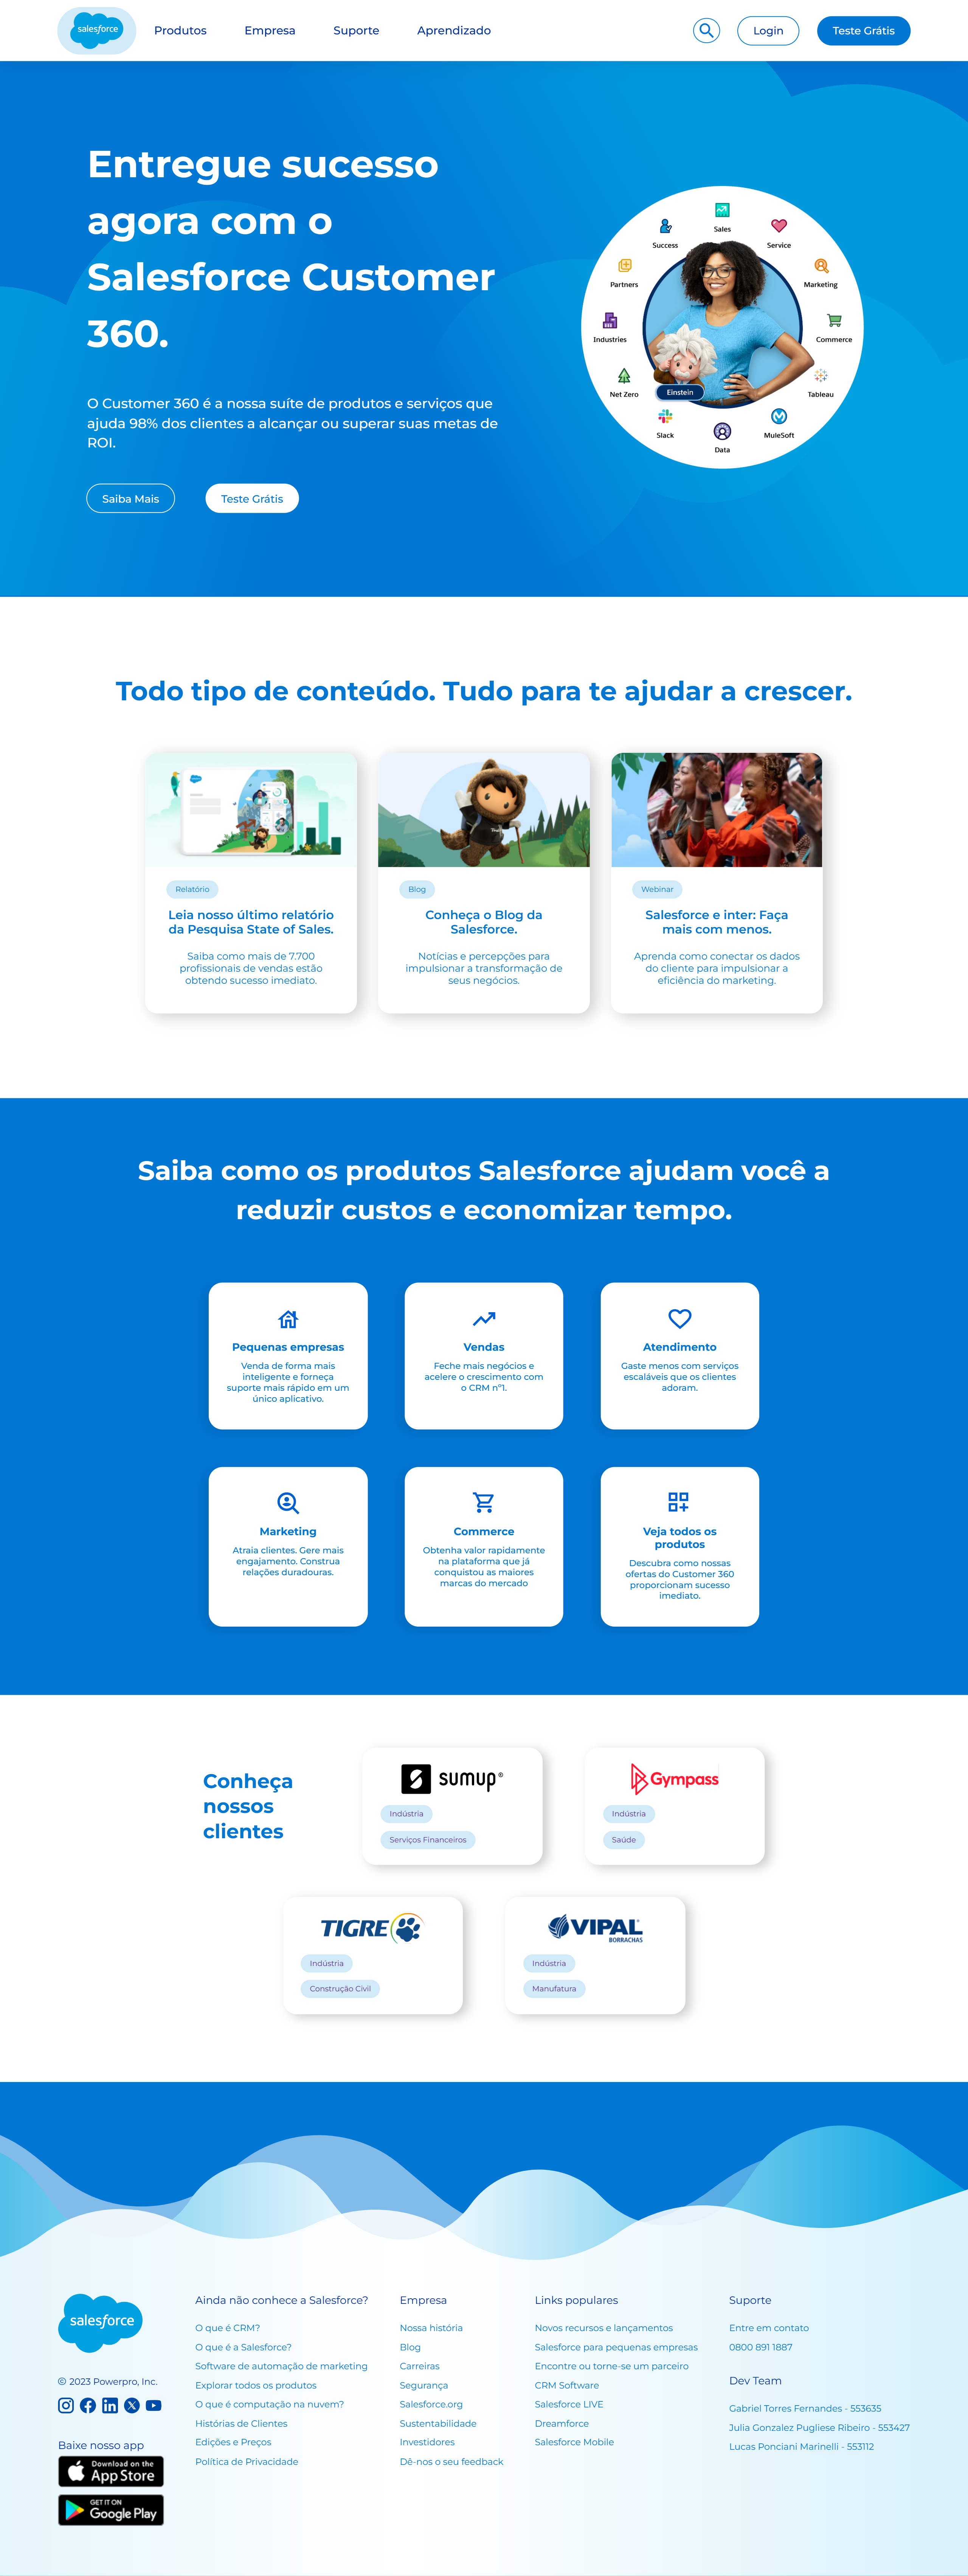 salesforce
Produtos
Empresa
Suporte
Aprendizado
Login
Teste Grátis
Entregue sucesso
agora com o
Salesforce Customer
360.
O Customer 360 é a nossa suíte de produtos e serviços que
ajuda 98% dos clientes a alcançar ou superar suas metas de
ROI.
Saiba Mais
Teste Grátis
Sales
Service
Marketing
Commerce
Tableau
MuleSoft
Data
Slack
Net Zero
Industries
Partners
Success
Einstein
Todo tipo de conteúdo. Tudo para te ajudar a crescer.
Relatório
Leia nosso último relatório
da Pesquisa State of Sales.
Saiba como mais de 7.700
profissionais de vendas estão
obtendo sucesso imediato.
Blog
Conheça o Blog da
Salesforce.
Notícias e percepções para
impulsionar a transformação de
seus negócios.
Webinar
Salesforce e inter: Faça
mais com menos.
Aprenda como conectar os dados
do cliente para impulsionar a
eficiência do marketing.
Saiba como os produtos Salesforce ajudam você a
reduzir custos e economizar tempo.
Pequenas empresas
Venda de forma mais
inteligente e forneça
suporte mais rápido em um
único aplicativo.
Vendas
Feche mais negócios e
acelere o crescimento com
o CRM nº1.
Atendimento
Gaste menos com serviços
escaláveis que os clientes
adoram.
Marketing
Atraia clientes. Gere mais
engajamento. Construa
relações duradouras.
Commerce
Obtenha valor rapidamente
na plataforma que já
conquistou as maiores
marcas do mercado
Veja todos os
produtos
Descubra como nossas
ofertas do Customer 360
proporcionam sucesso
imediato.
Conheça
nossos
clientes
sumup®
Indústria
Serviços Financeiros
Gympass
Indústria
Saúde
TIGRE
Indústria
Construção Civil
VIPAL
BORRACHAS
Indústria
Manufatura
salesforce
© 2023 Powerpro, Inc.
Baixe nosso app
Download on the
App Store
GET IT ON
Google Play
Ainda não conhece a Salesforce?
O que é CRM?
O que é a Salesforce?
Software de automação de marketing
Explorar todos os produtos
O que é computação na nuvem?
Histórias de Clientes
Edições e Preços
Política de Privacidade
Empresa
Nossa história
Blog
Carreiras
Segurança
Salesforce.org
Sustentabilidade
Investidores
Dê-nos o seu feedback
Links populares
Novos recursos e lançamentos
Salesforce para pequenas empresas
Encontre ou torne-se um parceiro
CRM Software
Salesforce LIVE
Dreamforce
Salesforce Mobile
Suporte
Entre em contato
0800 891 1887
Dev Team
Gabriel Torres Fernandes - 553635
Julia Gonzalez Pugliese Ribeiro - 553427
Lucas Ponciani Marinelli - 553112